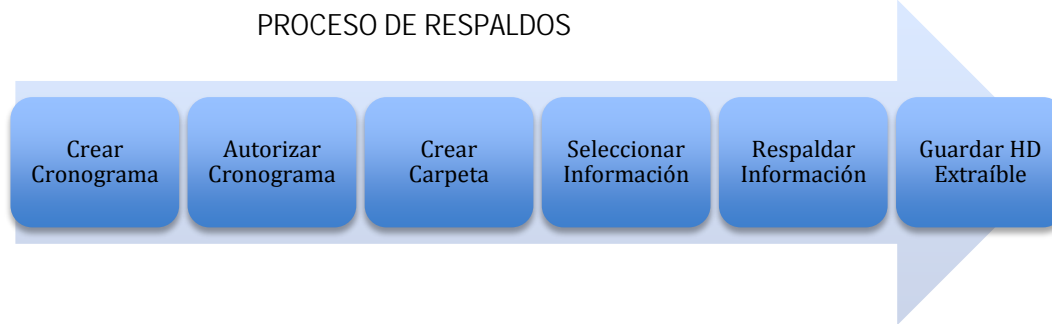 PROCESO DE RESPALDOS
Crear
Cronograma
Autorizar
Cronograma
Crear
Carpeta
Seleccionar
Información
Respaldar
Información
Guardar HD
Extraíble